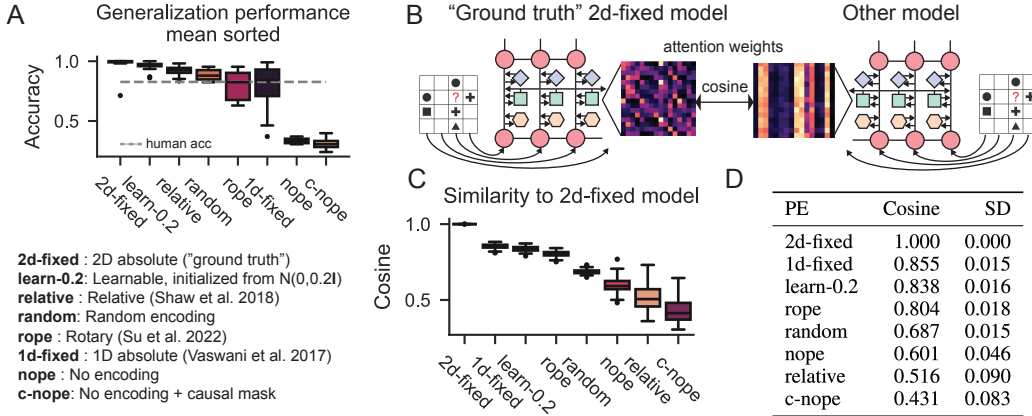 A
Generalization performance
mean sorted
Accuracy
1.0
0.5
human acc
2d-fixed
learn-0.2
relative
random
rope
1d-fixed
nope
c-nope
2d-fixed : 2D absolute ("ground truth")
learn-0.2: Learnable, initialized from N(0,0.2I)
relative : Relative (Shaw et al. 2018)
random: Random encoding
rope : Rotary (Su et al. 2022)
1d-fixed : 1D absolute (Vaswani et al. 2017)
nope : No encoding
c-nope: No encoding + causal mask
B
“Ground truth” 2d-fixed model
Other model
attention weights
cosine
?
?
C
Similarity to 2d-fixed model
Cosine
1.0
0.5
2d-fixed
1d-fixed
learn-0.2
rope
random
nope
relative
c-nope
D
PE Cosine SD
2d-fixed 1.000 0.000
1d-fixed 0.855 0.015
learn-0.2 0.838 0.016
rope 0.804 0.018
random 0.687 0.015
nope 0.601 0.046
relative 0.516 0.090
c-nope 0.431 0.083